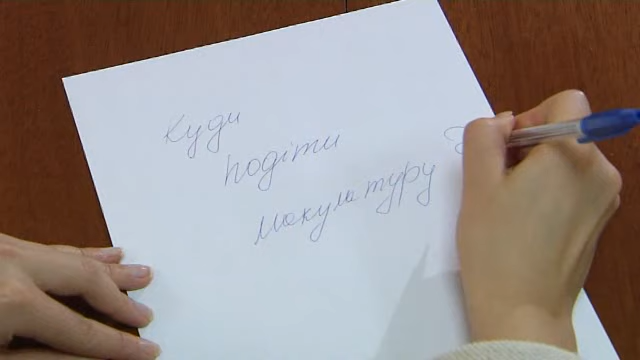 Куди
подіти
макулатуру ?